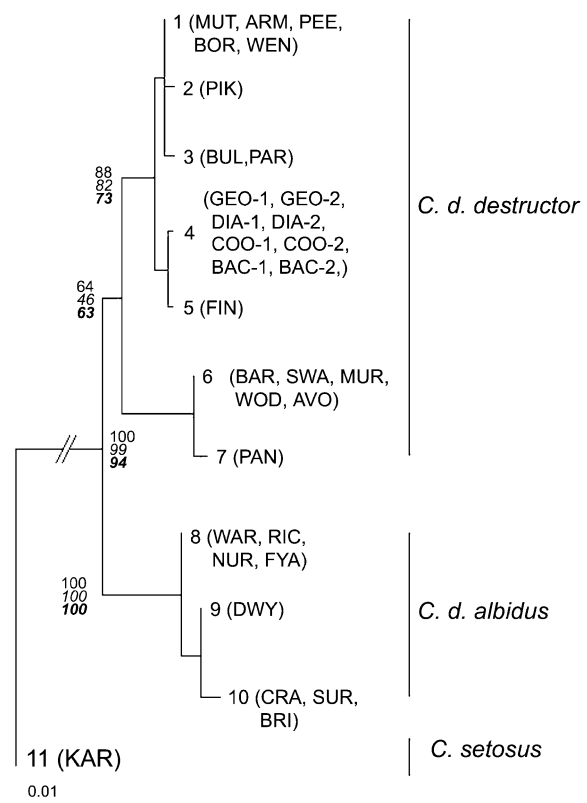 1 (MUT, ARM, PEE,
BOR, WEN)
2 (PIK)
3 (BUL,PAR)
88
82
73
(GEO-1, GEO-2,
DIA-1, DIA-2,
4
COO-1, COO-2,
BAC-1, BAC-2,)
C. d. destructor
64
46
63
5 (FIN)
6 (BAR, SWA, MUR,
WOD, AVO)
100
99
94
7 (PAN)
8 (WAR, RIC,
NUR, FYA)
100
100
100
9 (DWY)
C. d. albidus
10 (CRA, SUR,
BRI)
11 (KAR)
C. setosus
0.01